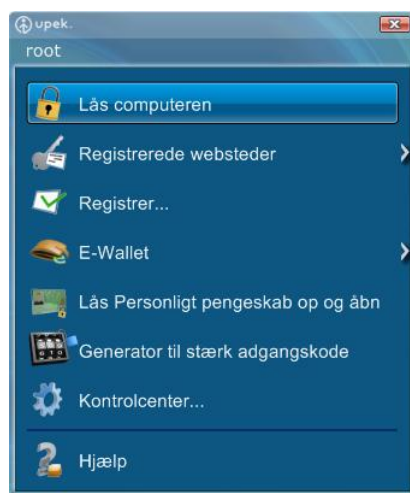 upek.
root
Lås computeren
Registrerede websteder
Registrer...
E-Wallet
Lås Personligt pengeskab op og åbn
Generator til stærk adgangskode
Kontrolcenter...
Hjælp